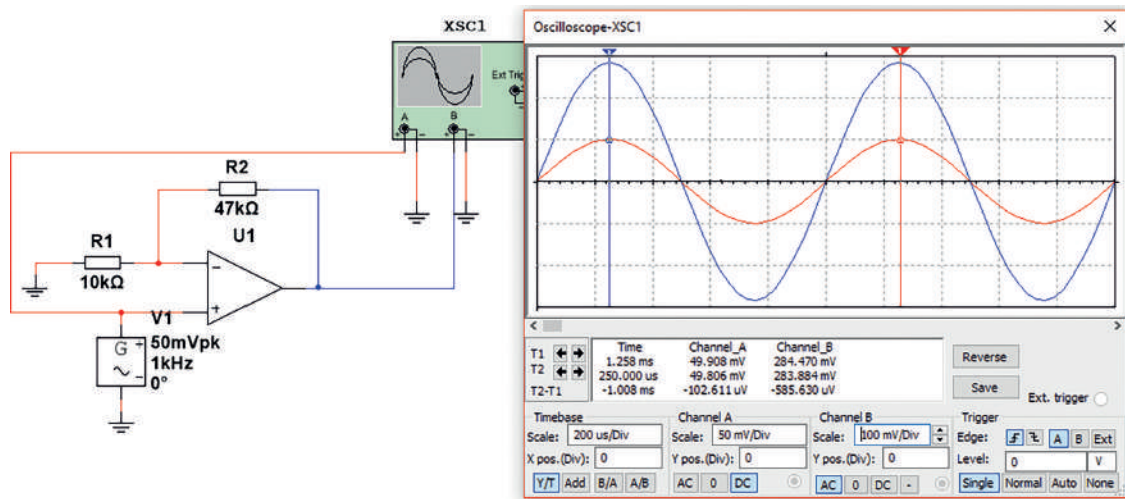 XSC1
Ext Trig
A
B
R2
47kΩ
U1
R1
10kΩ
V1
G
50mVpk
1kHz
0°
Oscilloscope-XSC1
Time Channel_A Channel_B
T1 1.258 ms 49.908 mV 284.470 mV
T2 250.000 us 49.806 mV 283.884 mV
T2-T1 -1.008 ms -102.611 uV -585.630 uV
Reverse
Save
Ext. trigger
Timebase
Scale: 200 us/Div
X pos.(Div): 0
Y/T Add B/A A/B
Channel A
Scale: 50 mV/Div
Y pos.(Div): 0
AC 0 DC
Channel B
Scale: 100 mV/Div
Y pos.(Div): 0
AC 0 DC -
Trigger
Edge: A B Ext
Level: 0 V
Single Normal Auto None